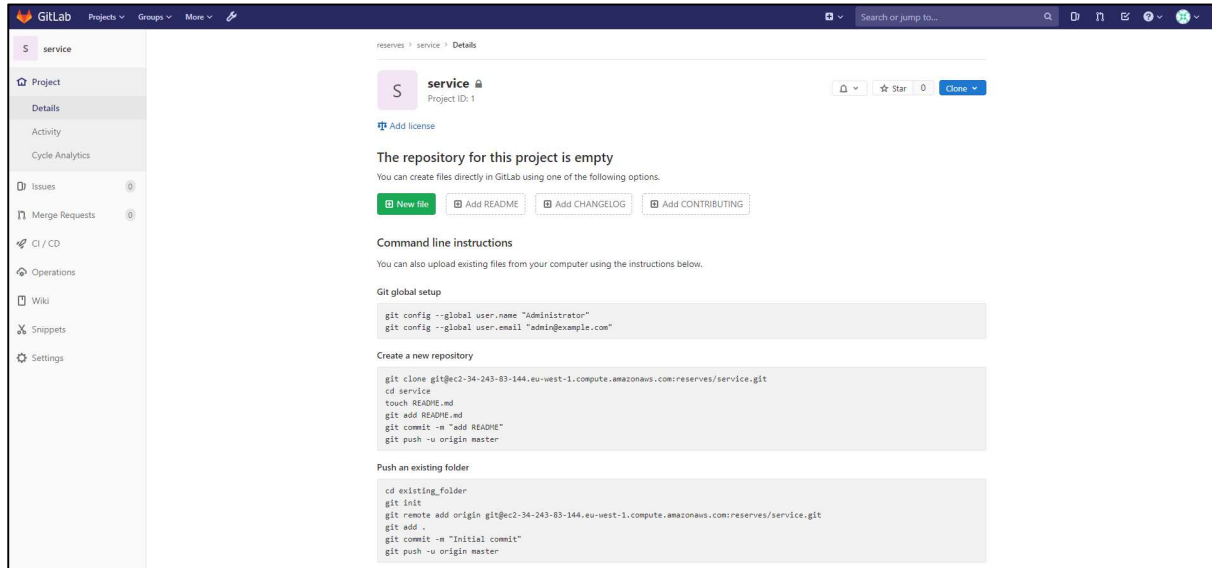 GitLab Projects Groups More Search or jump to...
S service
Project
Details
Activity
Cycle Analytics
Issues 0
Merge Requests 0
CI / CD
Operations
Wiki
Snippets
Settings
reserves > service > Details
S service
Project ID: 1
Star 0 Clone
Add license
The repository for this project is empty
You can create files directly in GitLab using one of the following options.
New file Add README Add CHANGELOG Add CONTRIBUTING
Command line instructions
You can also upload existing files from your computer using the instructions below.
Git global setup
git config --global user.name "Administrator"
git config --global user.email "admin@example.com"
Create a new repository
git clone git@ec2-34-243-83-144.eu-west-1.compute.amazonaws.com:reserves/service.git
cd service
touch README.md
git add README.md
git commit -m "add README"
git push -u origin master
Push an existing folder
cd existing_folder
git init
git remote add origin git@ec2-34-243-83-144.eu-west-1.compute.amazonaws.com:reserves/service.git
git add .
git commit -m "Initial commit"
git push -u origin master